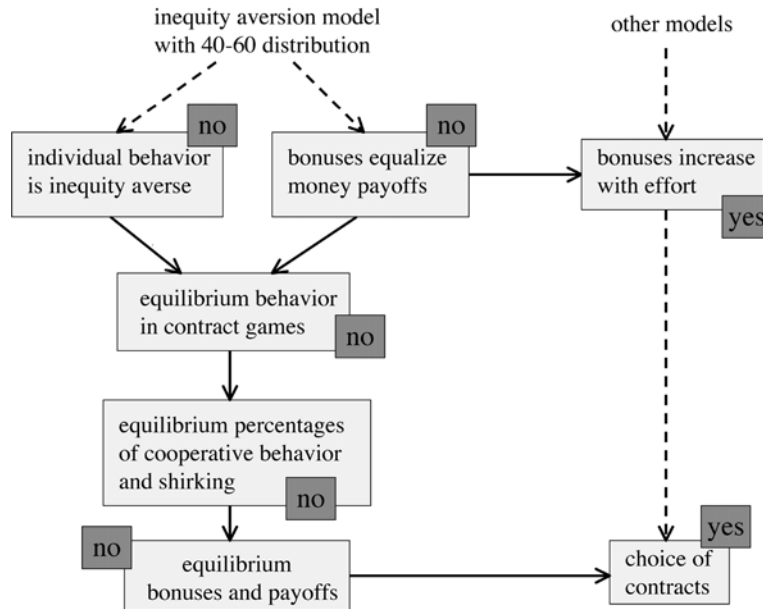 inequity aversion model
with 40-60 distribution
other models
no
individual behavior
is inequity averse
no
bonuses equalize
money payoffs
bonuses increase
with effort
yes
equilibrium behavior
in contract games
no
equilibrium percentages
of cooperative behavior
and shirking
no
no
equilibrium
bonuses and payoffs
yes
choice of
contracts